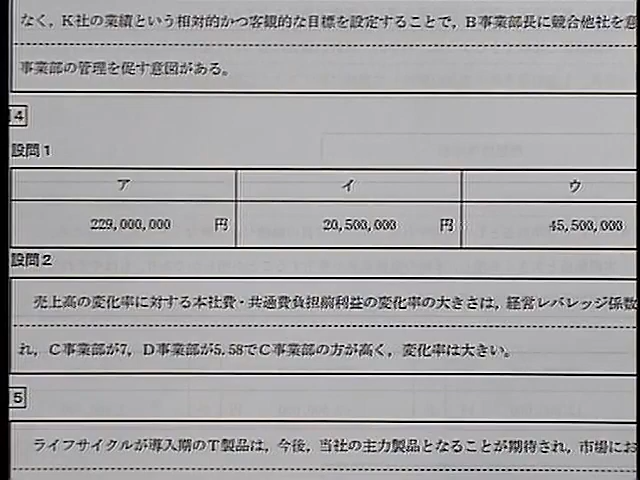 なく，K社の業績という相対的かつ客観的な目標を設定することで，B事業部長に競合他社を意
事業部の管理を促す意図がある。
4
設問1
ア イ ウ
229,000,000 円 20,500,000 円 45,500,000
設問2
売上高の変化率に対する本社費・共通費負担前利益の変化率の大きさは，経営レバレッジ係数
れ，C事業部が7，D事業部が5.58でC事業部の方が高く，変化率は大きい。
5
ライフサイクルが導入期のT製品は，今後，当社の主力製品となることが期待され，市場にお